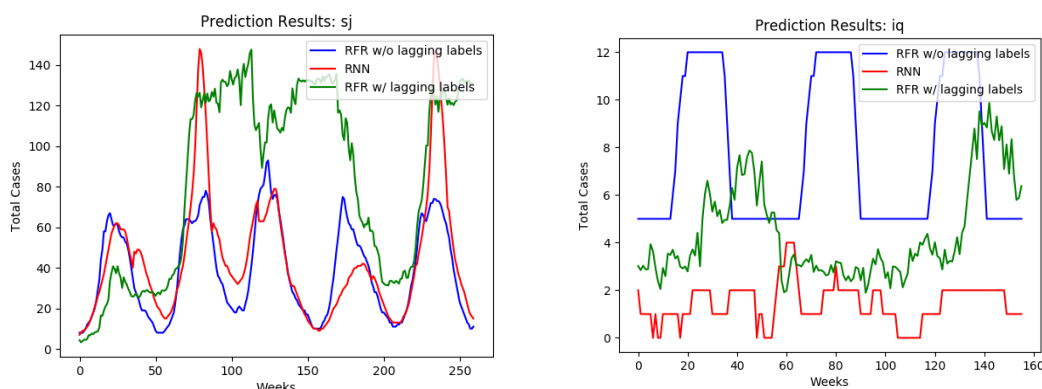 Prediction Results: sj
RFR w/o lagging labels
RNN
RFR w/ lagging labels
Total Cases
140
120
100
80
60
40
20
0
0 50 100 150 200 250
Weeks
Prediction Results: iq
RFR w/o lagging labels
RNN
RFR w/ lagging labels
Total Cases
12
10
8
6
4
2
0
0 20 40 60 80 100 120 140 160
Weeks